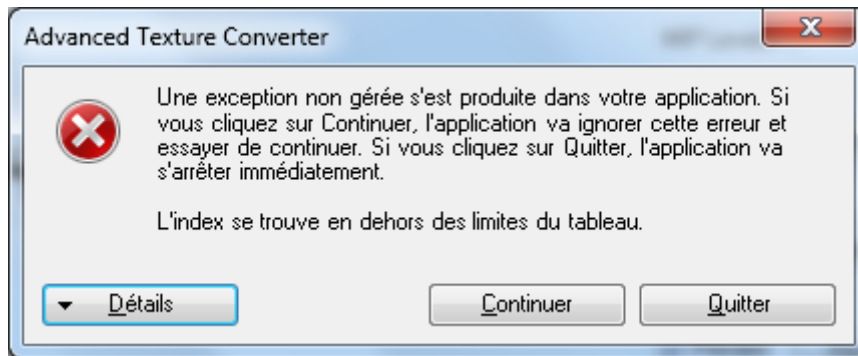 Advanced Texture Converter
Une exception non gérée s'est produite dans votre application. Si
vous cliquez sur Continuer, l'application va ignorer cette erreur et
essayer de continuer. Si vous cliquez sur Quitter, l'application va
s'arrêter immédiatement.
L'index se trouve en dehors des limites du tableau.
Détails
Continuer
Quitter